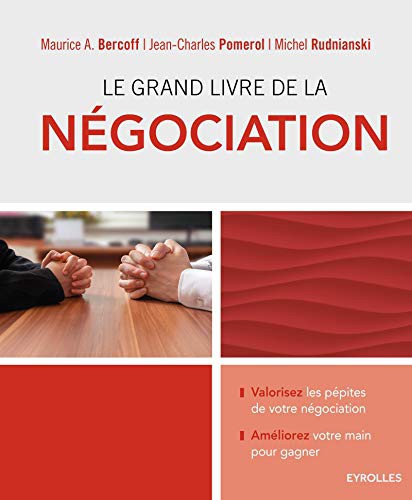 Maurice A. Bercoff | Jean-Charles Pomerol | Michel Rudnianski
LE GRAND LIVRE DE LA
NÉGOCIATION
Valorisez les pépites
de votre négociation
Améliorez votre main
pour gagner
EYROLLES